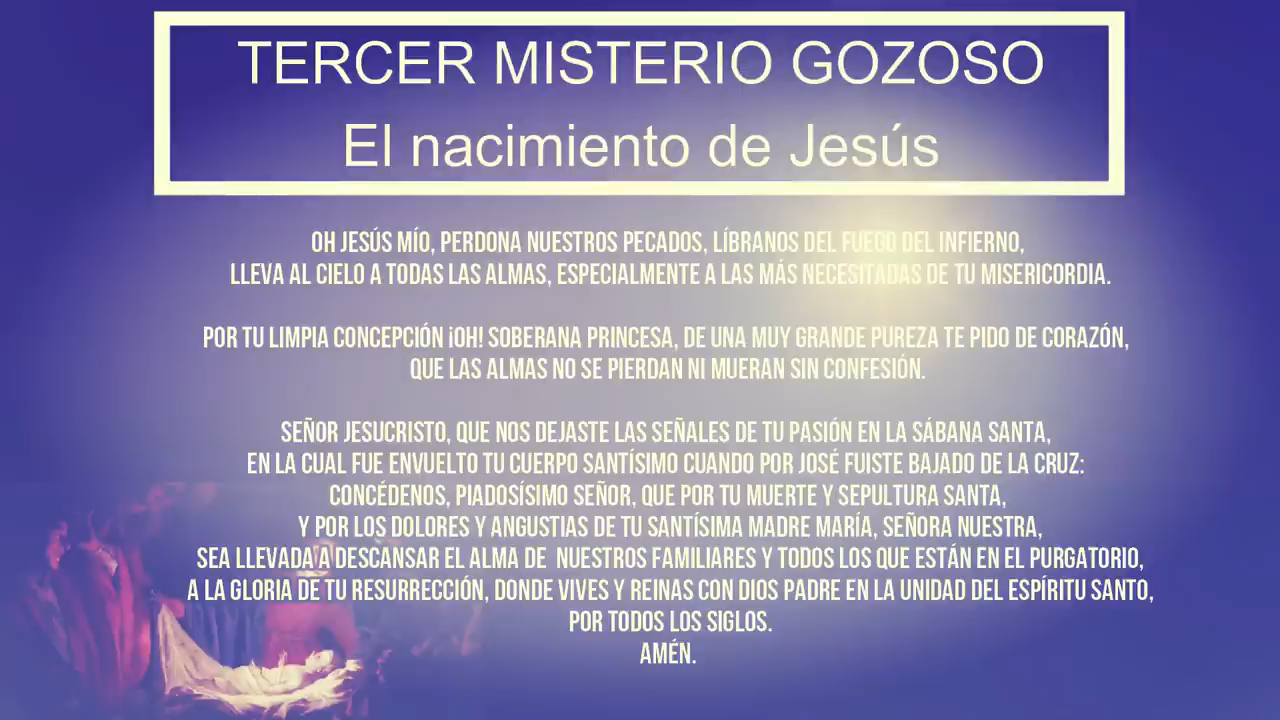 TERCER MISTERIO GOZOSO
El nacimiento de Jesús
OH JESÚS MÍO, PERDONA NUESTROS PECADOS, LÍBRANOS DEL FUEGO DEL INFIERNO,
LLEVA AL CIELO A TODAS LAS ALMAS, ESPECIALMENTE A LAS MÁS NECESITADAS DE TU MISERICORDIA.
POR TU LIMPIA CONCEPCIÓN ¡OH! SOBERANA PRINCESA, DE UNA MUY GRANDE PUREZA TE PIDO DE CORAZÓN,
QUE LAS ALMAS NO SE PIERDAN NI MUERAN SIN CONFESIÓN.
SEÑOR JESUCRISTO, QUE NOS DEJASTE LAS SEÑALES DE TU PASIÓN EN LA SÁBANA SANTA,
EN LA CUAL FUE ENVUELTO TU CUERPO SANTÍSIMO CUANDO POR JOSÉ FUISTE BAJADO DE LA CRUZ:
CONCÉDENOS, PIADOSÍSIMO SEÑOR, QUE POR TU MUERTE Y SEPULTURA SANTA,
Y POR LOS DOLORES Y ANGUSTIAS DE TU SANTÍSIMA MADRE MARÍA, SEÑORA NUESTRA,
SEA LLEVADA A DESCANSAR EL ALMA DE NUESTROS FAMILIARES Y TODOS LOS QUE ESTÁN EN EL PURGATORIO,
A LA GLORIA DE TU RESURRECCIÓN, DONDE VIVES Y REINAS CON DIOS PADRE EN LA UNIDAD DEL ESPÍRITU SANTO,
POR TODOS LOS SIGLOS.
AMÉN.